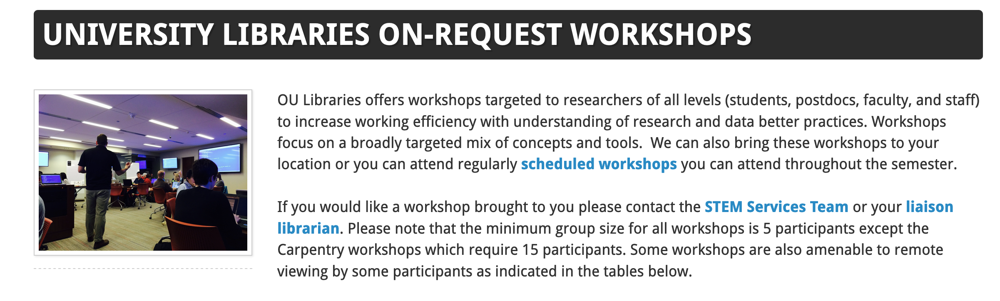 UNIVERSITY LIBRARIES ON-REQUEST WORKSHOPS
OU Libraries offers workshops targeted to researchers of all levels (students, postdocs, faculty, and staff)
to increase working efficiency with understanding of research and data better practices. Workshops
focus on a broadly targeted mix of concepts and tools.  We can also bring these workshops to your
location or you can attend regularly scheduled workshops you can attend throughout the semester.
If you would like a workshop brought to you please contact the STEM Services Team or your liaison
librarian. Please note that the minimum group size for all workshops is 5 participants except the
Carpentry workshops which require 15 participants. Some workshops are also amenable to remote
viewing by some participants as indicated in the tables below.